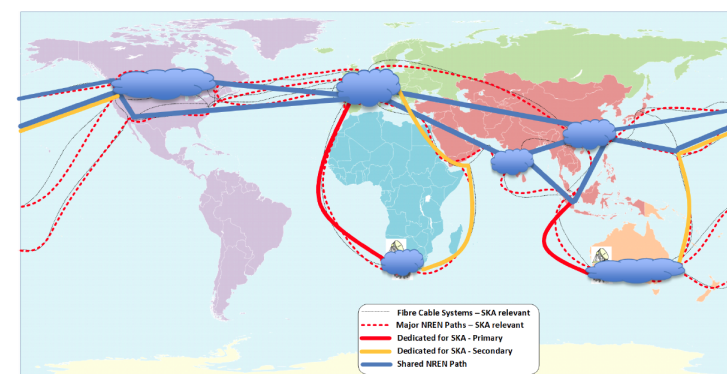 Fibre Cable Systems – SKA relevant
Major NREN Paths – SKA relevant
Dedicated for SKA - Primary
Dedicated for SKA - Secondary
Shared NREN Path